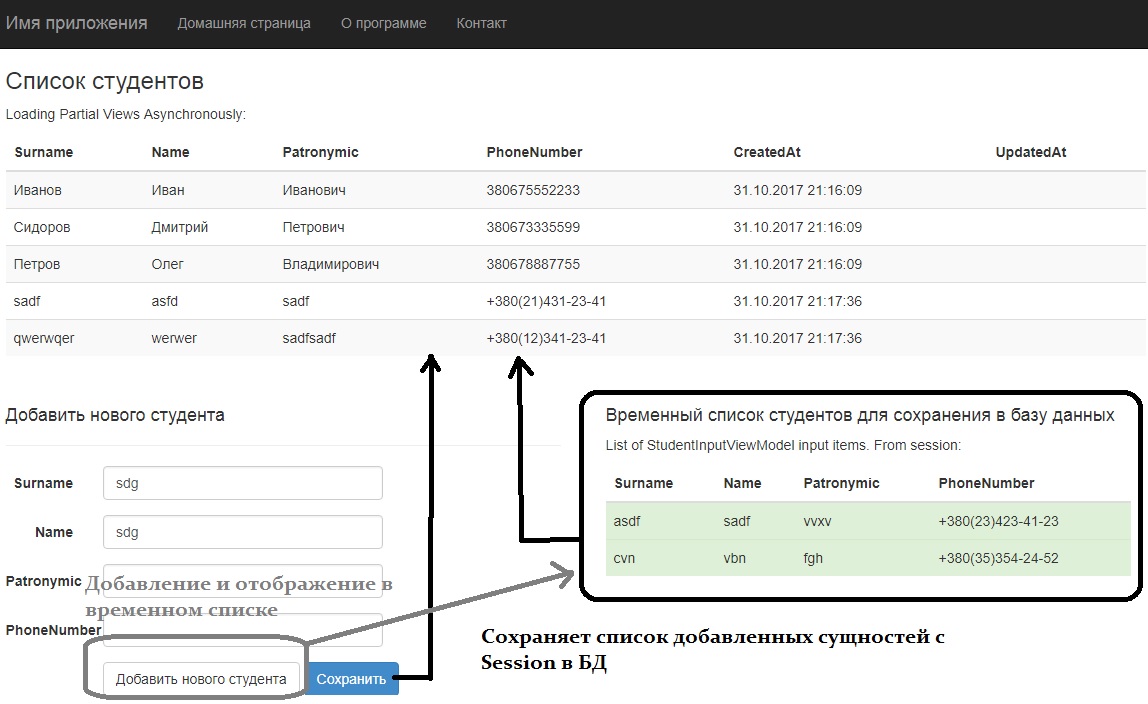 Имя приложения Домашняя страница О программе Контакт
Список студентов
Loading Partial Views Asynchronously:
Surname Name Patronymic PhoneNumber CreatedAt UpdatedAt
Иванов Иван Иванович 380675552233 31.10.2017 21:16:09
Сидоров Дмитрий Петрович 380673335599 31.10.2017 21:16:09
Петров Олег Владимирович 380678887755 31.10.2017 21:16:09
sadf asfd sadf +380(21)431-23-41 31.10.2017 21:17:36
qwerwqer werwer sadfsadf +380(12)341-23-41 31.10.2017 21:17:36
Добавить нового студента
Surname sdg
Name sdg
Patronymic
PhoneNumber
Добавление и отображение в
временном списке
Добавить нового студента Сохранить
Временный список студентов для сохранения в базу данных
List of StudentInputViewModel input items. From session:
Surname Name Patronymic PhoneNumber
asdf sadf vvxv +380(23)423-41-23
cvn vbn fgh +380(35)354-24-52
Сохраняет список добавленных сущностей с
Session в БД